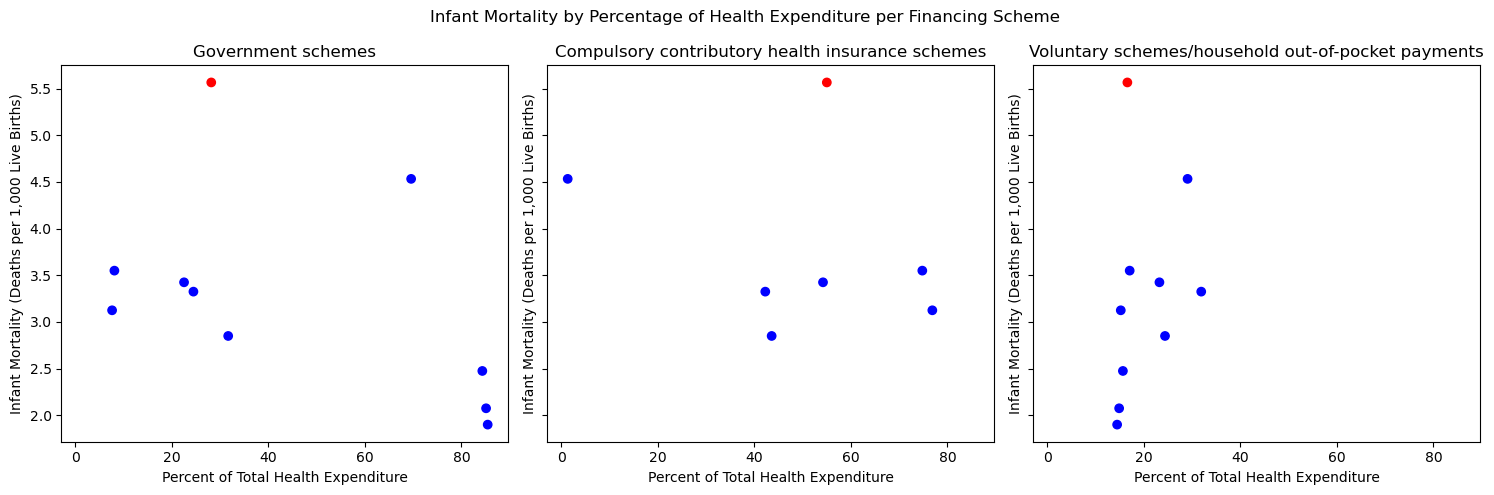 Infant Mortality by Percentage of Health Expenditure per Financing Scheme
Government schemes
Infant Mortality (Deaths per 1,000 Live Births)
5.5
5.0
4.5
4.0
3.5
3.0
2.5
2.0
0 20 40 60 80
Percent of Total Health Expenditure
Compulsory contributory health insurance schemes
Infant Mortality (Deaths per 1,000 Live Births)
0 20 40 60 80
Percent of Total Health Expenditure
Voluntary schemes/household out-of-pocket payments
Infant Mortality (Deaths per 1,000 Live Births)
0 20 40 60 80
Percent of Total Health Expenditure